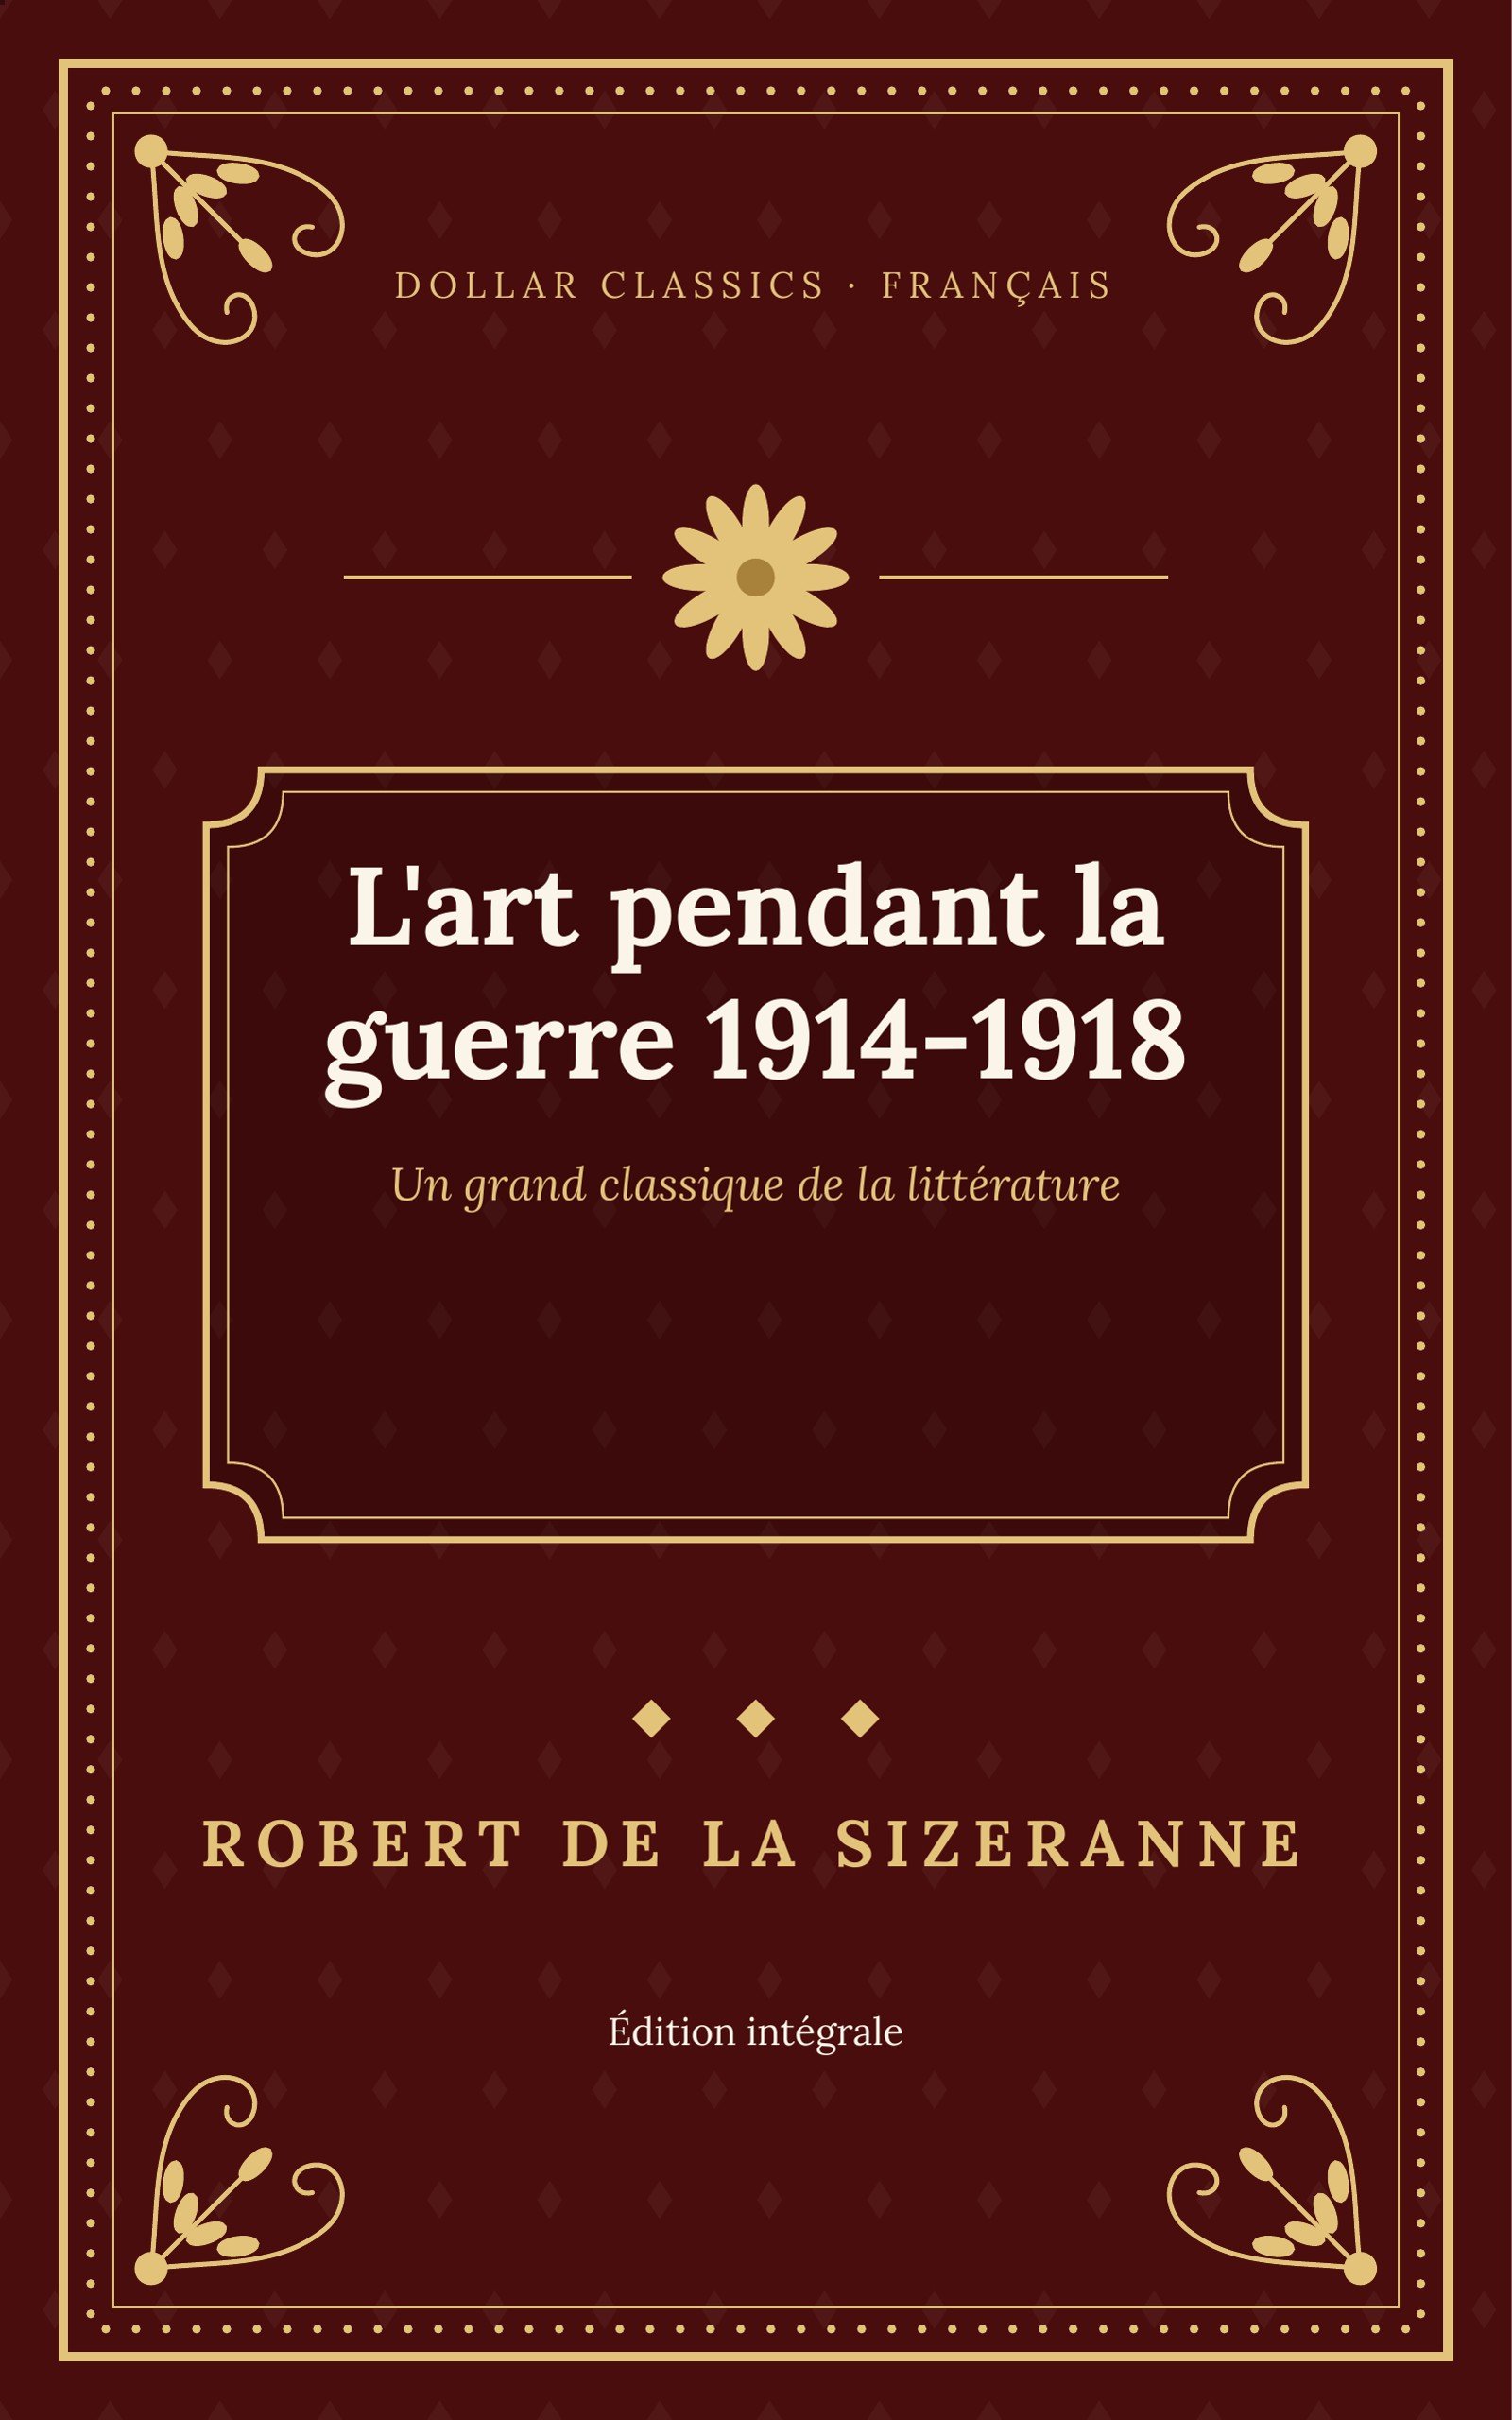 DOLLAR CLASSICS · FRANÇAIS
L'art pendant la
guerre 1914–1918
Un grand classique de la littérature
ROBERT DE LA SIZERANNE
Édition intégrale